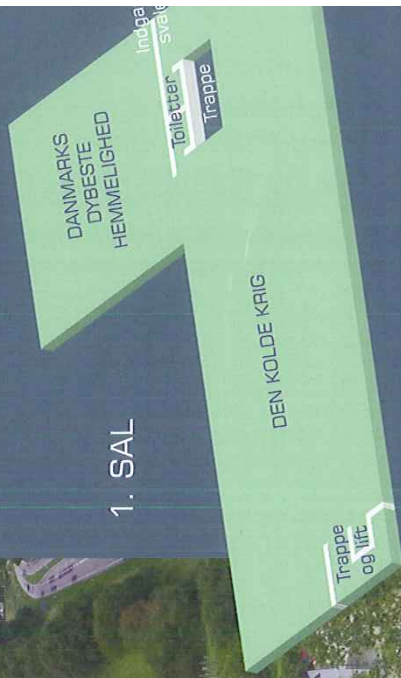 1. SAL
DANMARKS
DYBESTE
HEMMELIGHED
Toiletter
Trappe
DEN KOLDE KRIG
Trappe
og lift